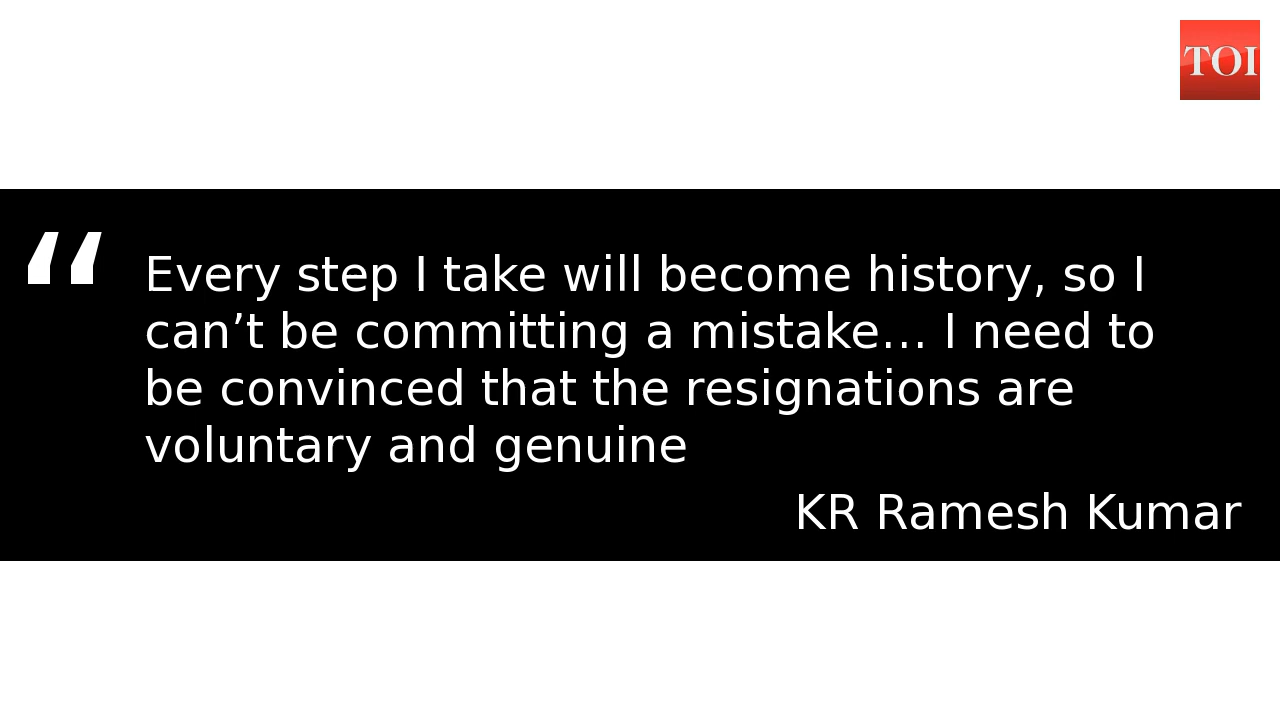 TOI
“
Every step I take will become history, so I
can’t be committing a mistake... I need to
be convinced that the resignations are
voluntary and genuine
KR Ramesh Kumar